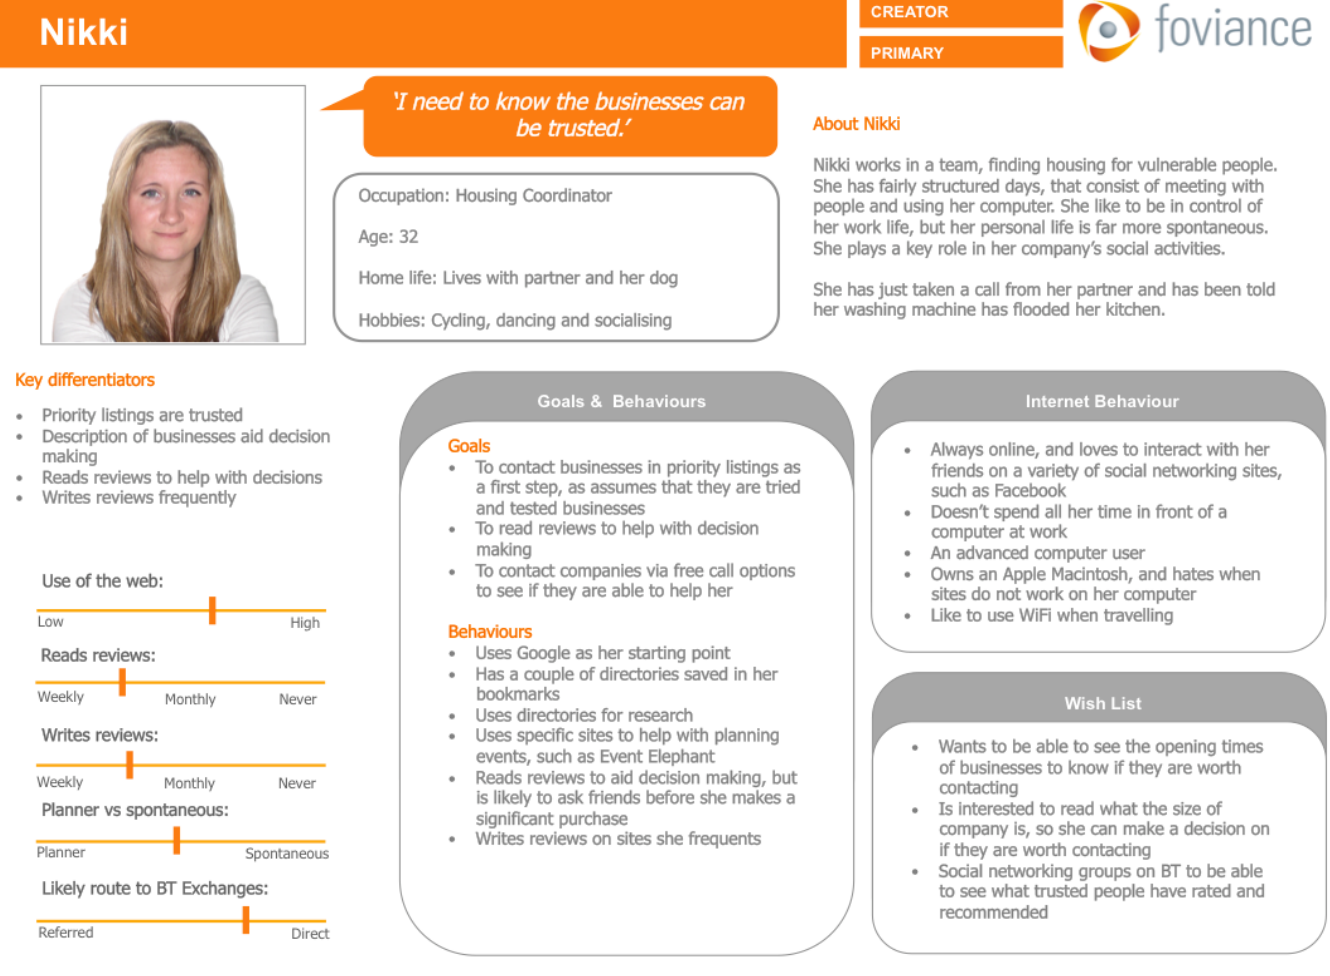 Nikki
CREATOR
PRIMARY
foviance
‘I need to know the businesses can
be trusted.’
Occupation: Housing Coordinator
Age: 32
Home life: Lives with partner and her dog
Hobbies: Cycling, dancing and socialising
About Nikki
Nikki works in a team, finding housing for vulnerable people.
She has fairly structured days, that consist of meeting with
people and using her computer. She like to be in control of
her work life, but her personal life is far more spontaneous.
She plays a key role in her company’s social activities.
She has just taken a call from her partner and has been told
her washing machine has flooded her kitchen.
Key differentiators
• Priority listings are trusted
• Description of businesses aid decision
making
• Reads reviews to help with decisions
• Writes reviews frequently
Use of the web:
Low High
Reads reviews:
Weekly Monthly Never
Writes reviews:
Weekly Monthly Never
Planner vs spontaneous:
Planner Spontaneous
Likely route to BT Exchanges:
Referred Direct
Goals & Behaviours
Goals
• To contact businesses in priority listings as
a first step, as assumes that they are tried
and tested businesses
• To read reviews to help with decision
making
• To contact companies via free call options
to see if they are able to help her
Behaviours
• Uses Google as her starting point
• Has a couple of directories saved in her
bookmarks
• Uses directories for research
• Uses specific sites to help with planning
events, such as Event Elephant
• Reads reviews to aid decision making, but
is likely to ask friends before she makes a
significant purchase
• Writes reviews on sites she frequents
Internet Behaviour
• Always online, and loves to interact with her
friends on a variety of social networking sites,
such as Facebook
• Doesn’t spend all her time in front of a
computer at work
• An advanced computer user
• Owns an Apple Macintosh, and hates when
sites do not work on her computer
• Like to use WiFi when travelling
Wish List
• Wants to be able to see the opening times
of businesses to know if they are worth
contacting
• Is interested to read what the size of
company is, so she can make a decision on
if they are worth contacting
• Social networking groups on BT to be able
to see what trusted people have rated and
recommended